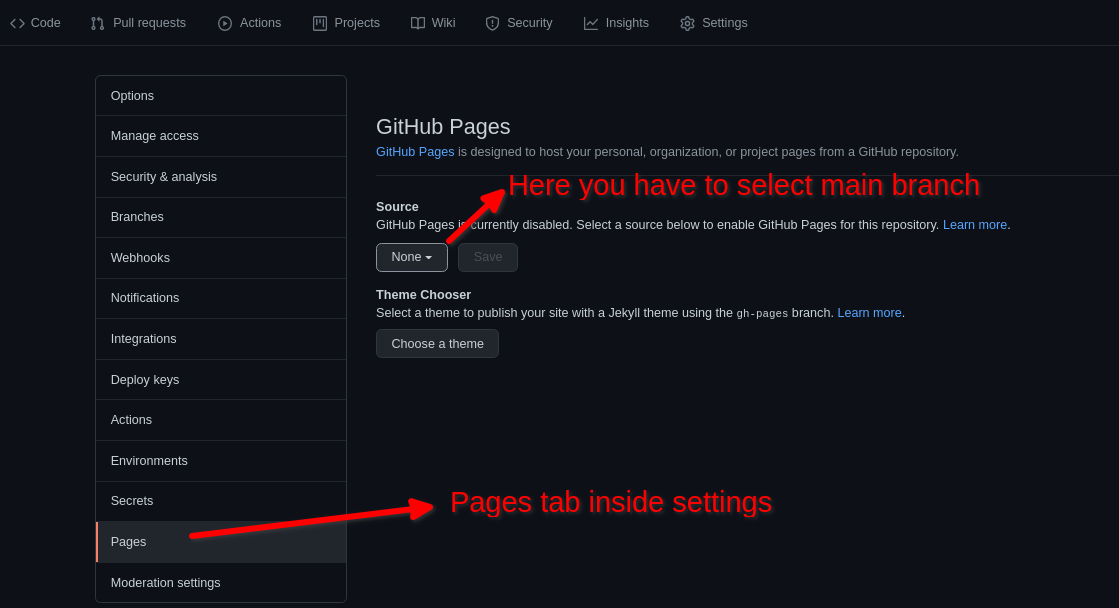 Code Pull requests Actions Projects Wiki Security Insights Settings
Options
Manage access
Security & analysis
Branches
Webhooks
Notifications
Integrations
Deploy keys
Actions
Environments
Secrets
Pages
Moderation settings
GitHub Pages
GitHub Pages is designed to host your personal, organization, or project pages from a GitHub repository.
Here you have to select main branch
Source
GitHub Pages is currently disabled. Select a source below to enable GitHub Pages for this repository. Learn more.
None Save
Theme Chooser
Select a theme to publish your site with a Jekyll theme using the gh-pages branch. Learn more.
Choose a theme
Pages tab inside settings